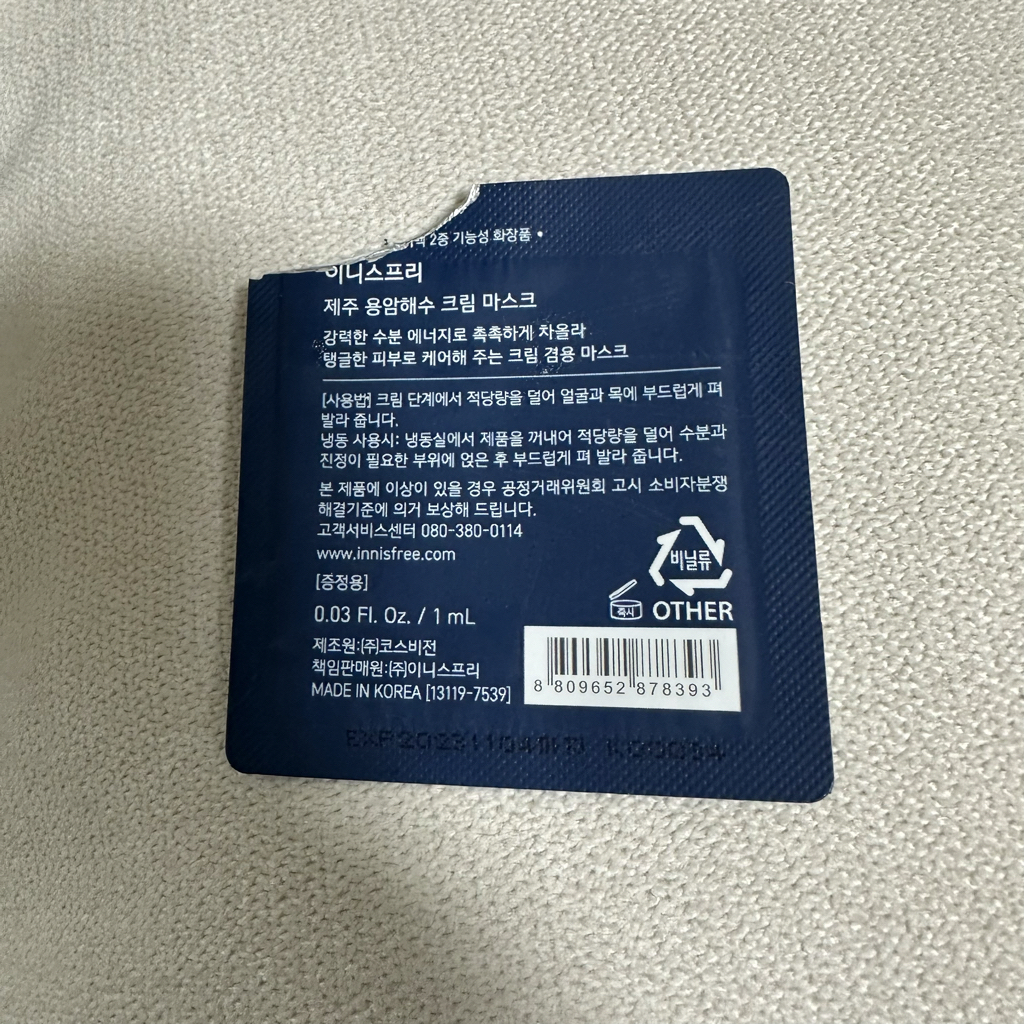 2중 기능성 화장품 •
이니스프리
제주 용암해수 크림 마스크
강력한 수분 에너지로 촉촉하게 차올라
탱글한 피부로 케어해 주는 크림 겸용 마스크
[사용법] 크림 단계에서 적당량을 덜어 얼굴과 목에 부드럽게 펴
발라 줍니다.
냉동 사용시: 냉동실에서 제품을 꺼내어 적당량을 덜어 수분과
진정이 필요한 부위에 얹은 후 부드럽게 펴 발라 줍니다.
본 제품에 이상이 있을 경우 공정거래위원회 고시 소비자분쟁
해결기준에 의거 보상해 드립니다.
고객서비스센터 080-380-0114
www.innisfree.com
[증정용]
0.03 Fl. Oz. / 1 mL
제조원:(주)코스비전
책임판매원:(주)이니스프리
MADE IN KOREA [13119-7539]
비닐류
즉시
OTHER
8 809652 878393